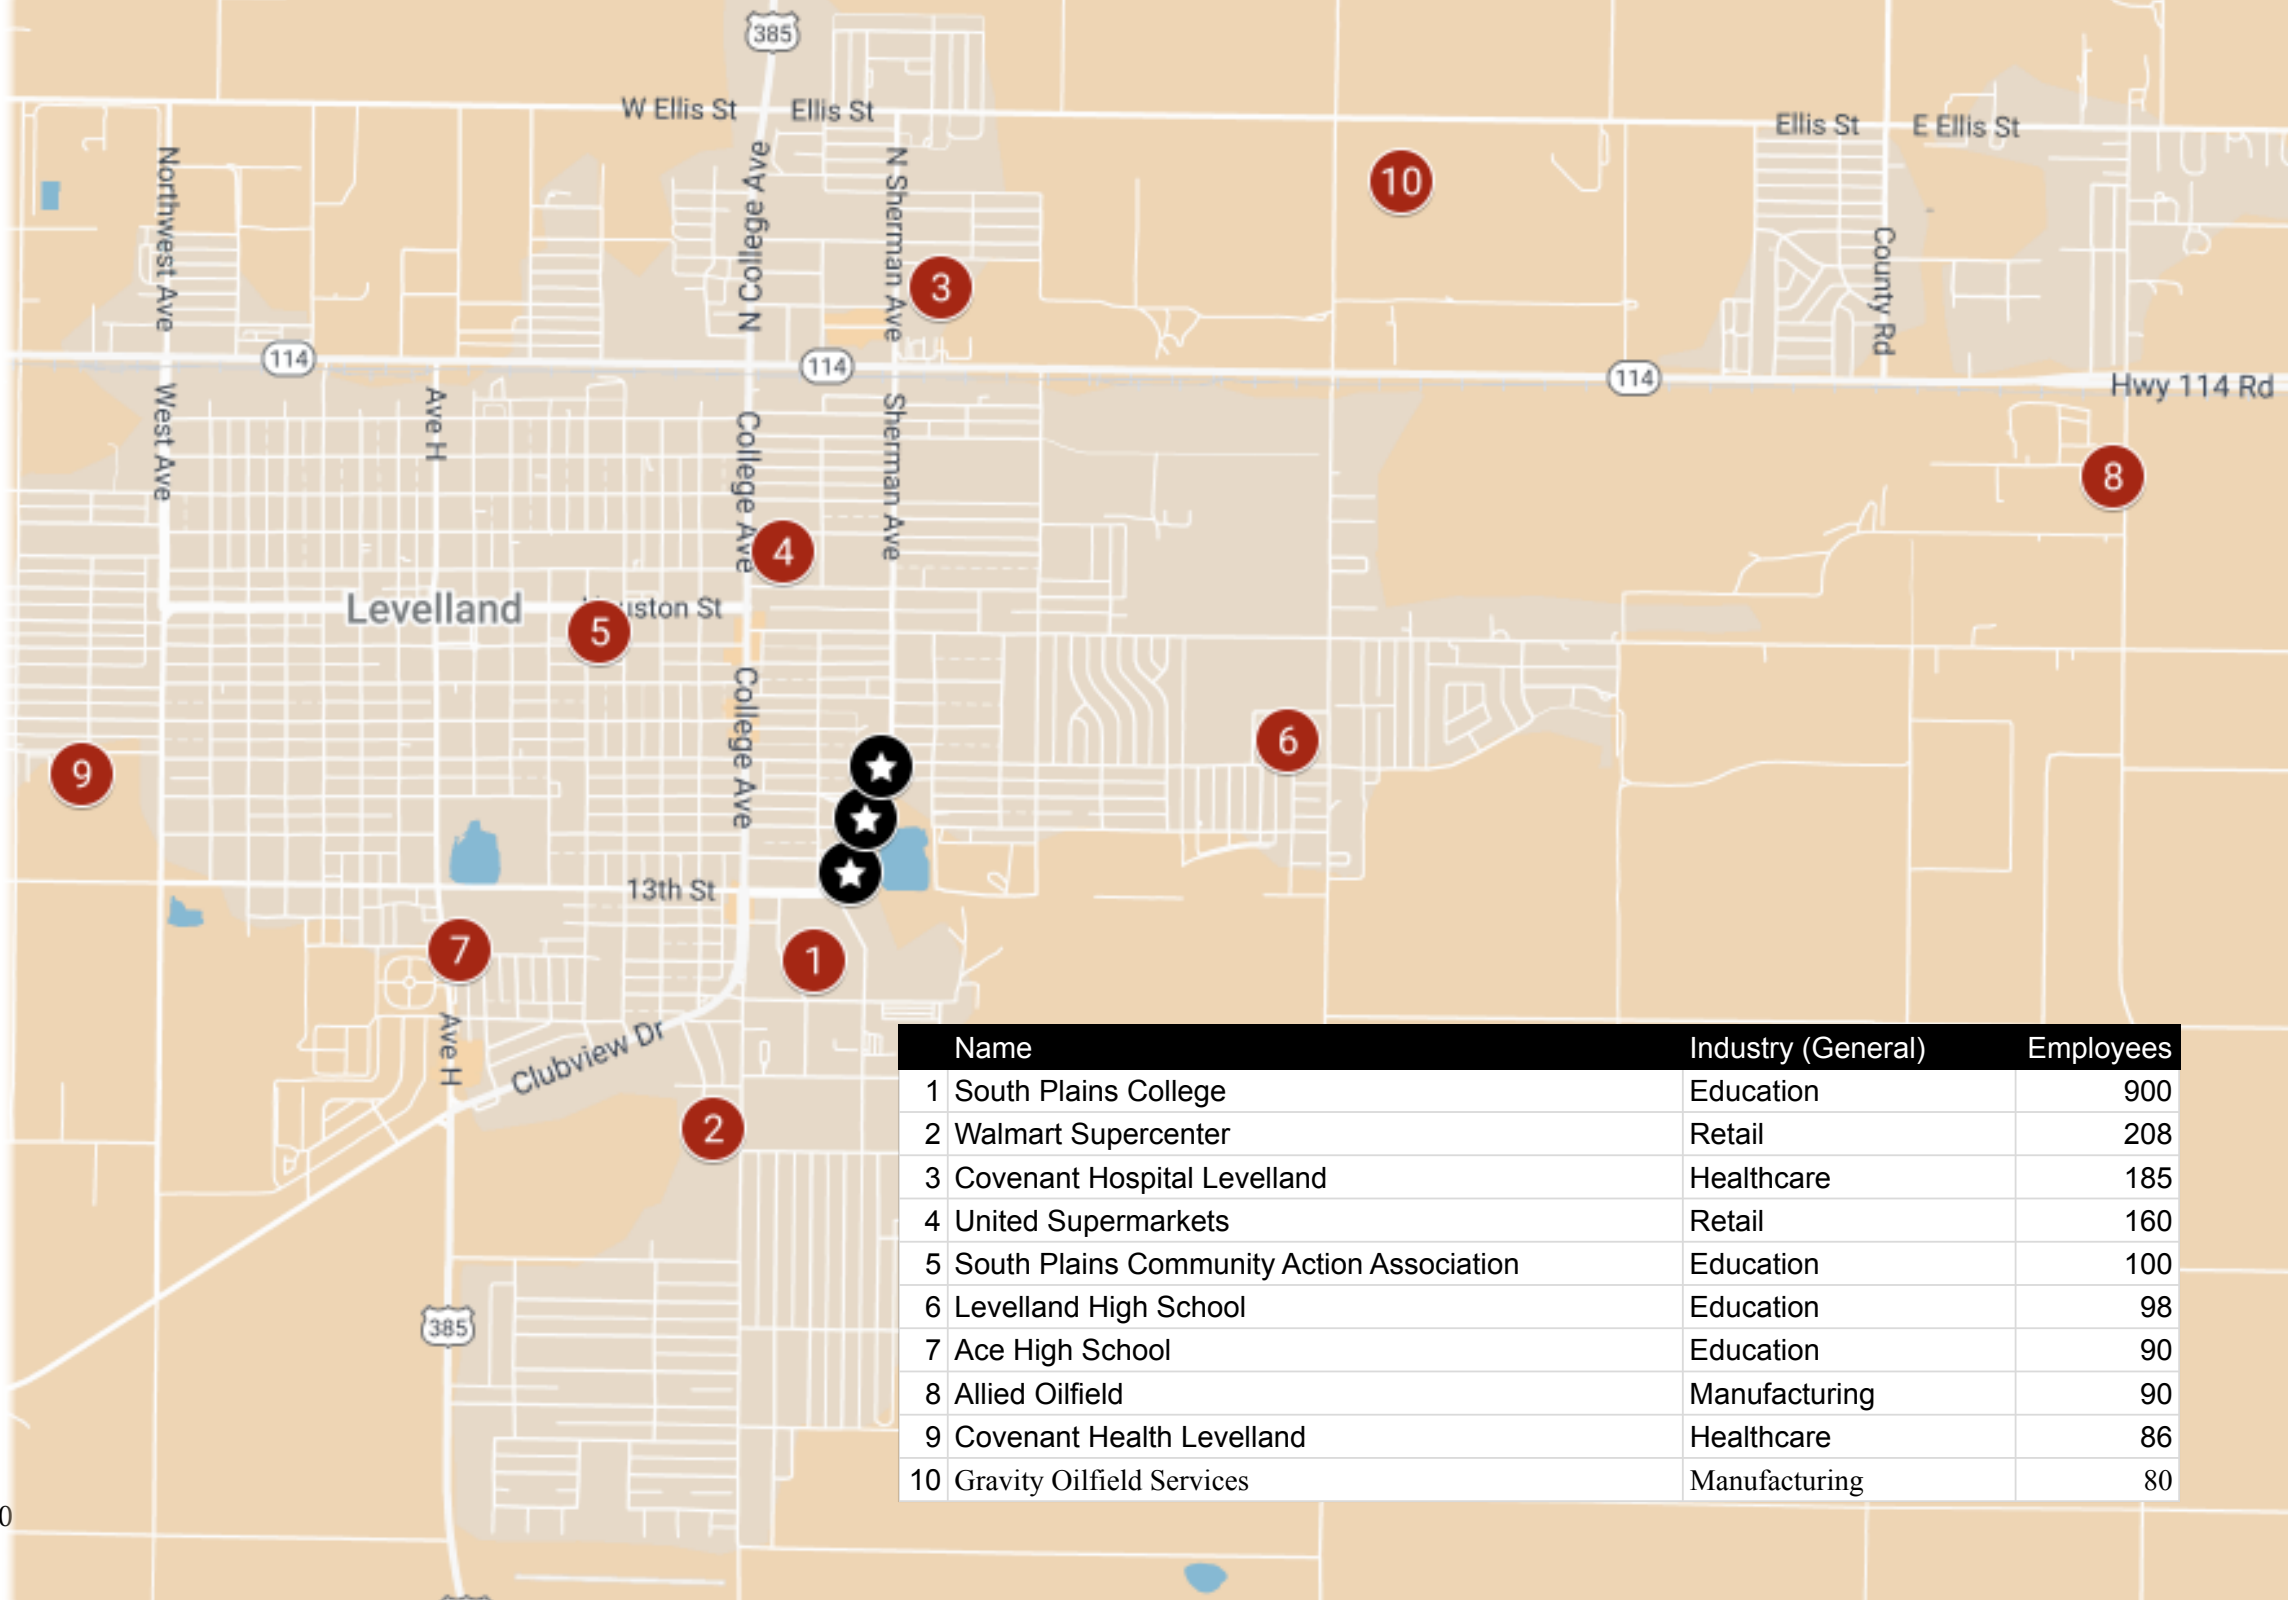 385
W Ellis St
Ellis St
Ellis St
E Ellis St
Northwest Ave
N College Ave
N Sherman Ave
10
County Rd
3
114
114
114
Hwy 114 Rd
West Ave
Ave H
College Ave
Sherman Ave
8
4
Levelland
St
5
College Ave
6
9
13th St
7
1
Ave H
Clubview Dr
2
385
Name Industry (General) Employees
1 South Plains College Education 900
2 Walmart Supercenter Retail 208
3 Covenant Hospital Levelland Healthcare 185
4 United Supermarkets Retail 160
5 South Plains Community Action Association Education 100
6 Levelland High School Education 98
7 Ace High School Education 90
8 Allied Oilfield Manufacturing 90
9 Covenant Health Levelland Healthcare 86
10 Gravity Oilfield Services Manufacturing 80
0